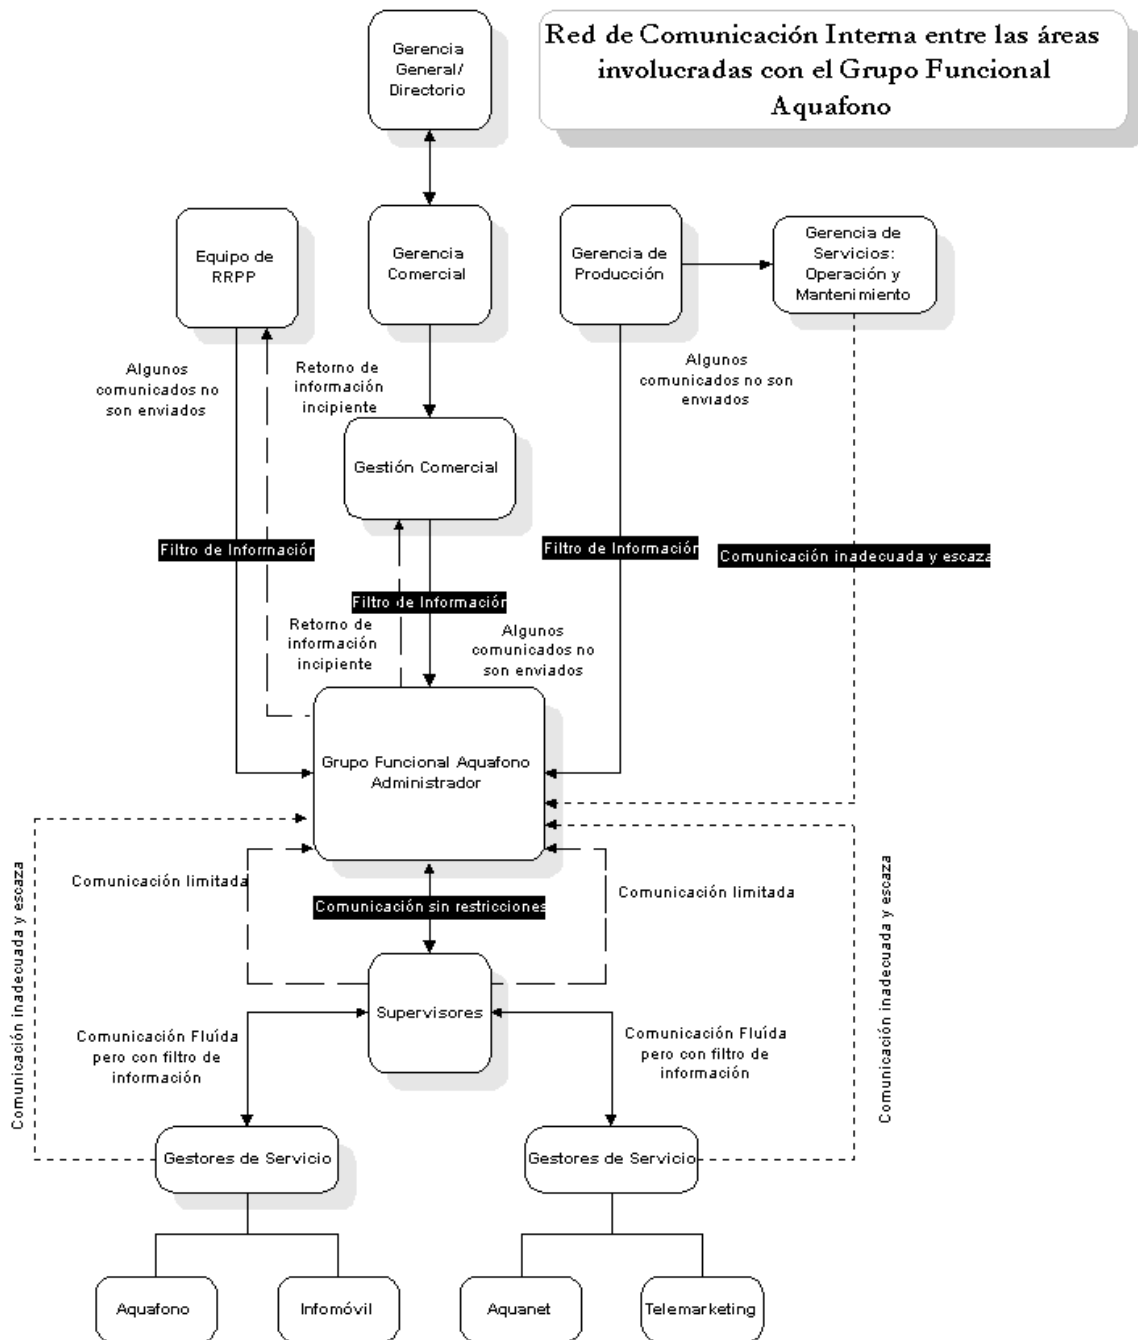 Red de Comunicación Interna entre las áreas
involucradas con el Grupo Funcional
Aquafono
Gerencia
General/
Directorio
Equipo de
RRPP
Gerencia
Comercial
Gerencia de
Producción
Gerencia de
Servicios:
Operación y
Mantenimiento
Algunos
comunicados no
son enviados
Retorno de
información
incipiente
Algunos
comunicados no son
enviados
Gestión Comercial
Filtro de Información
Filtro de Información
Comunicación inadecuada y escaza
Filtro de Información
Retorno de
información
incipiente
Algunos
comunicados no
son enviados
Grupo Funcional Aquafono
Administrador
Comunicación inadecuada y escaza
Comunicación limitada
Comunicación sin restricciones
Comunicación limitada
Comunicación inadecuada y escaza
Supervisores
Comunicación Fluída
pero con filtro de
información
Comunicación Fluída
pero con filtro de
información
Gestores de Servicio
Gestores de Servicio
Aquafono
Infomóvil
Aquanet
Telemarketing